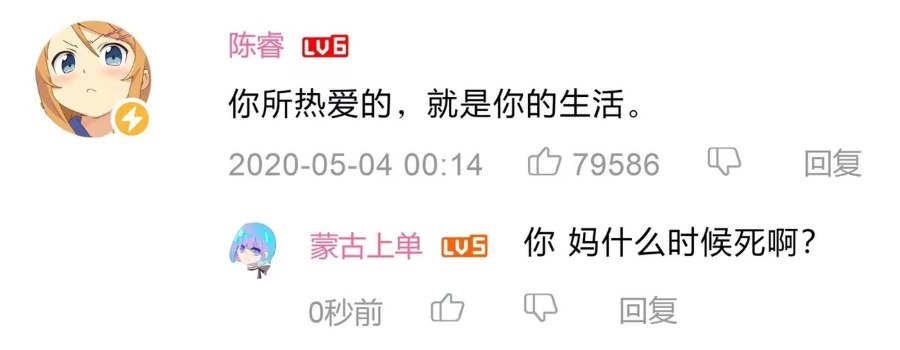 陈睿 LV6
你所热爱的，就是你的生活。
2020-05-04 00:14 79586 回复
蒙古上单 LV5 你 妈什么时候死啊?
0秒前 回复